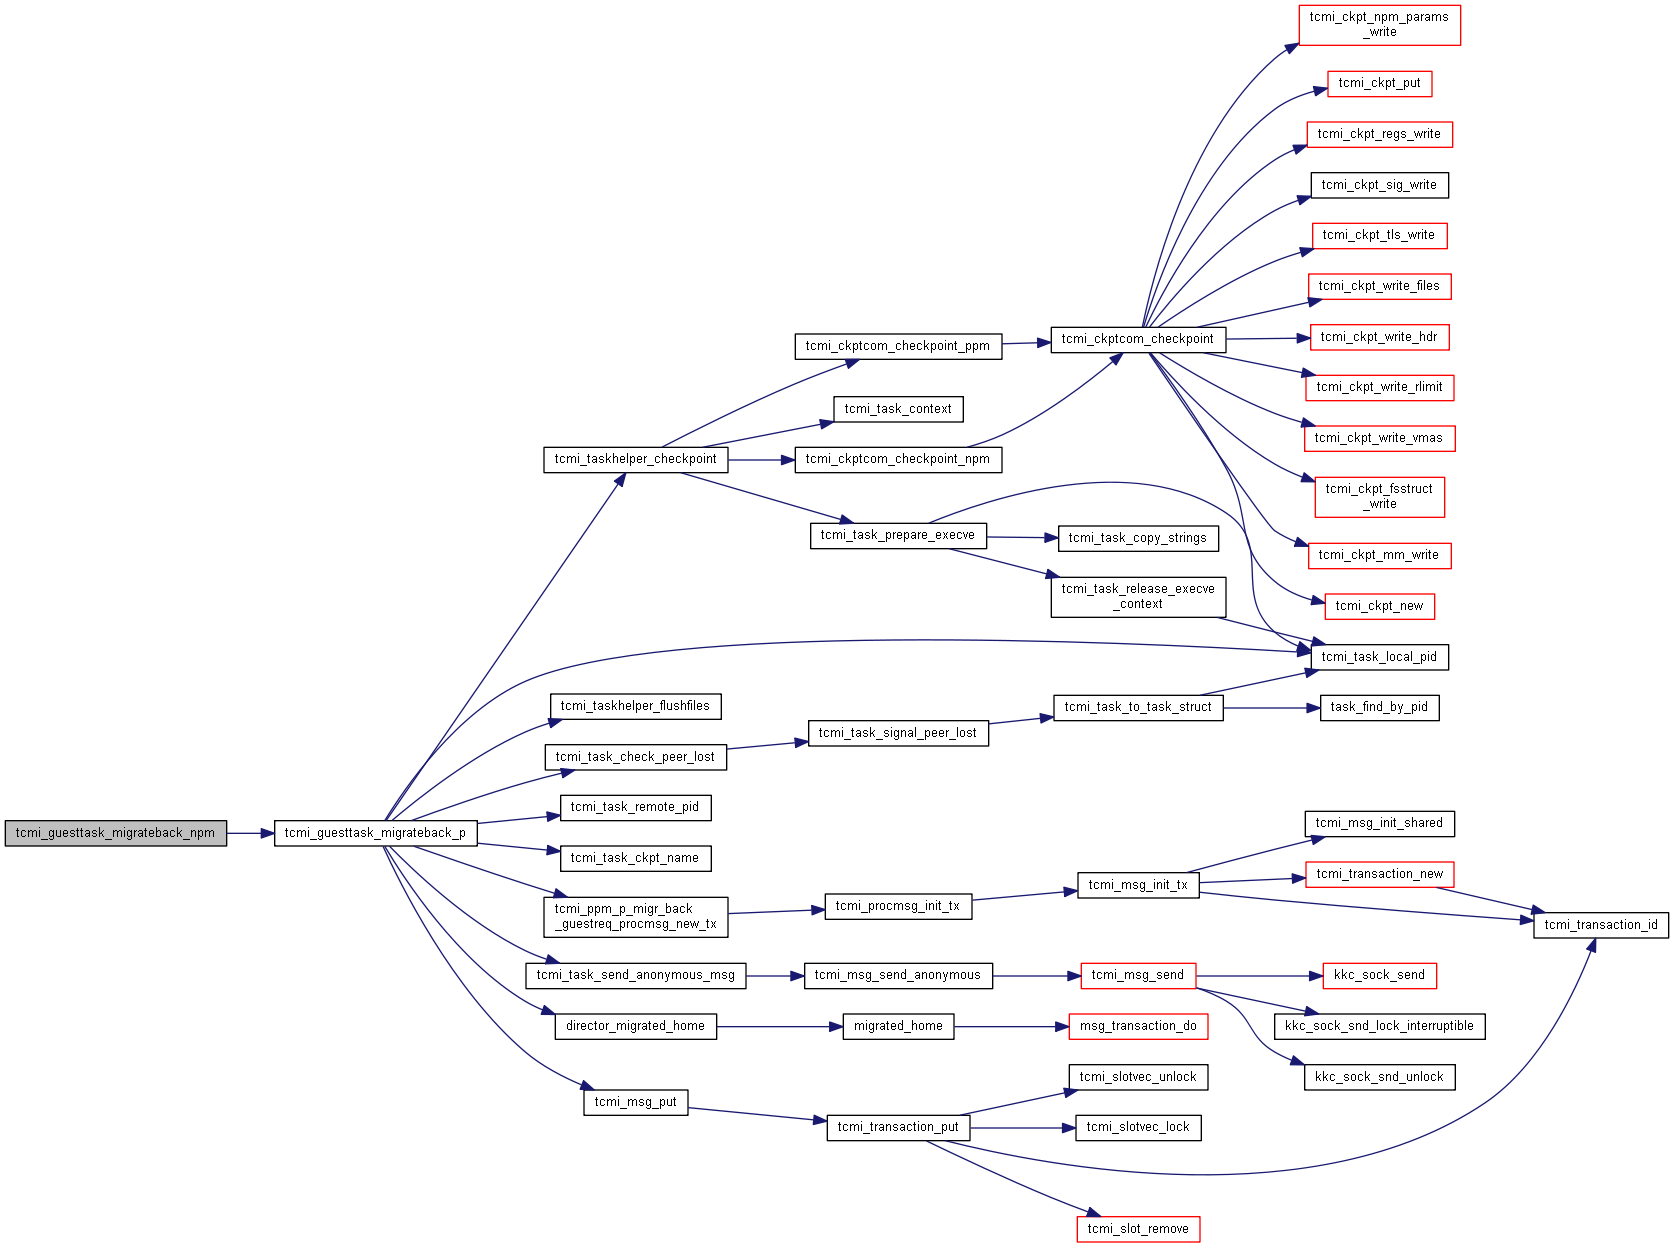 tcmi_ckpt_npm_params
_write
tcmi_ckpt_put
tcmi_ckpt_regs_write
tcmi_ckpt_sig_write
tcmi_ckpt_tls_write
tcmi_ckpt_write_files
tcmi_ckpt_write_hdr
tcmi_ckptcom_checkpoint
tcmi_ckptcom_checkpoint_ppm
tcmi_ckpt_write_rlimit
tcmi_task_context
tcmi_ckpt_write_vmas
tcmi_taskhelper_checkpoint
tcmi_ckptcom_checkpoint_npm
tcmi_ckpt_fsstruct
_write
tcmi_task_prepare_execve
tcmi_task_copy_strings
tcmi_ckpt_mm_write
tcmi_task_release_execve
_context
tcmi_ckpt_new
tcmi_task_local_pid
tcmi_taskhelper_flushfiles
tcmi_task_to_task_struct
task_find_by_pid
tcmi_task_signal_peer_lost
tcmi_task_check_peer_lost
tcmi_task_remote_pid
tcmi_msg_init_shared
tcmi_guesttask_migrateback_npm
tcmi_guesttask_migrateback_p
tcmi_task_ckpt_name
tcmi_transaction_new
tcmi_msg_init_tx
tcmi_ppm_p_migr_back
_guestreq_procmsg_new_tx
tcmi_procmsg_init_tx
tcmi_transaction_id
tcmi_task_send_anonymous_msg
tcmi_msg_send_anonymous
tcmi_msg_send
kkc_sock_send
director_migrated_home
migrated_home
msg_transaction_do
kkc_sock_snd_lock_interruptible
tcmi_slotvec_unlock
kkc_sock_snd_unlock
tcmi_msg_put
tcmi_transaction_put
tcmi_slotvec_lock
tcmi_slot_remove